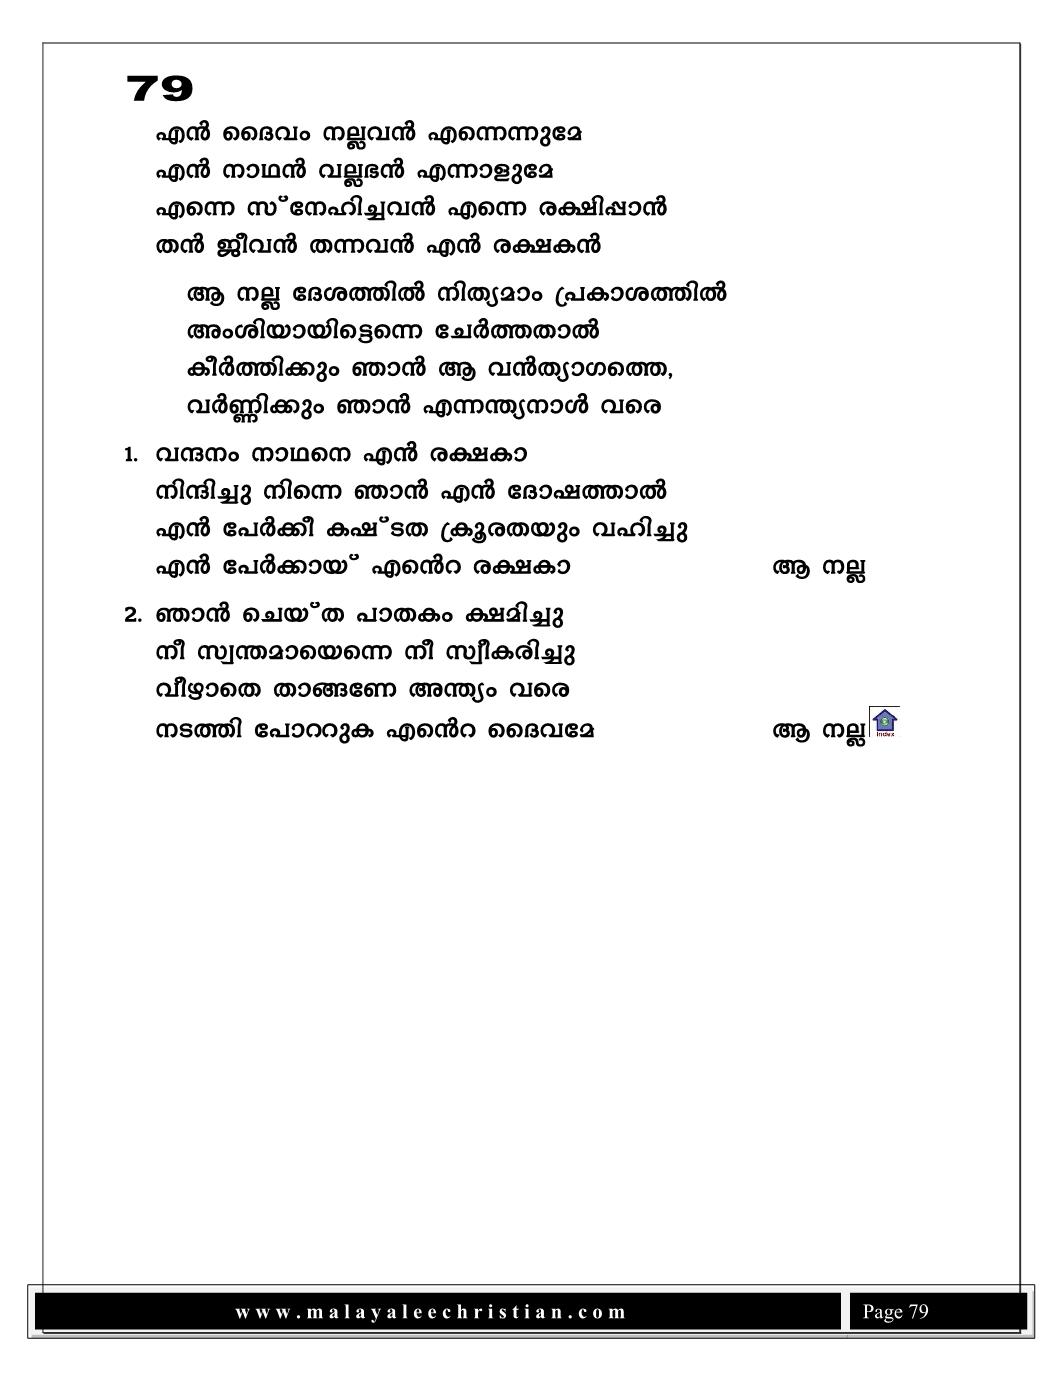 79
എൻ ദൈവം നല്ലവൻ എന്നെന്നുമേ
എൻ നാഥൻ വല്ലഭൻ എന്നാളുമേ
എന്നെ സ്നേഹിച്ചവൻ എന്നെ രക്ഷിപ്പാൻ
തൻ ജീവൻ തന്നവൻ എൻ രക്ഷകൻ
ആ നല്ല ദേശത്തിൽ നിത്യമാം പ്രകാശത്തിൽ
അംശിയായിട്ടെന്നെ ചേർത്തതാൽ
കീർത്തിക്കും ഞാൻ ആ വൻത്യാഗത്തെ,
വർണ്ണിക്കും ഞാൻ എന്നന്ത്യനാൾ വരെ
1. വന്ദനം നാഥനെ എൻ രക്ഷകാ
നിന്ദിച്ചു നിന്നെ ഞാൻ എൻ ദോഷത്താൽ
എൻ പേർക്കീ കഷ്ടത ക്രൂരതയും വഹിച്ചു
എൻ പേർക്കായ് എൻെറ രക്ഷകാ ആ നല്ല
2. ഞാൻ ചെയ്ത പാതകം ക്ഷമിച്ചു
നീ സ്വന്തമായെന്നെ നീ സ്വീകരിച്ചു
വീഴാതെ താങ്ങണേ അന്ത്യം വരെ
നടത്തി പോററുക എൻെറ ദൈവമേ ആ നല്ല
Index
www.malayaleechristian.com Page 79